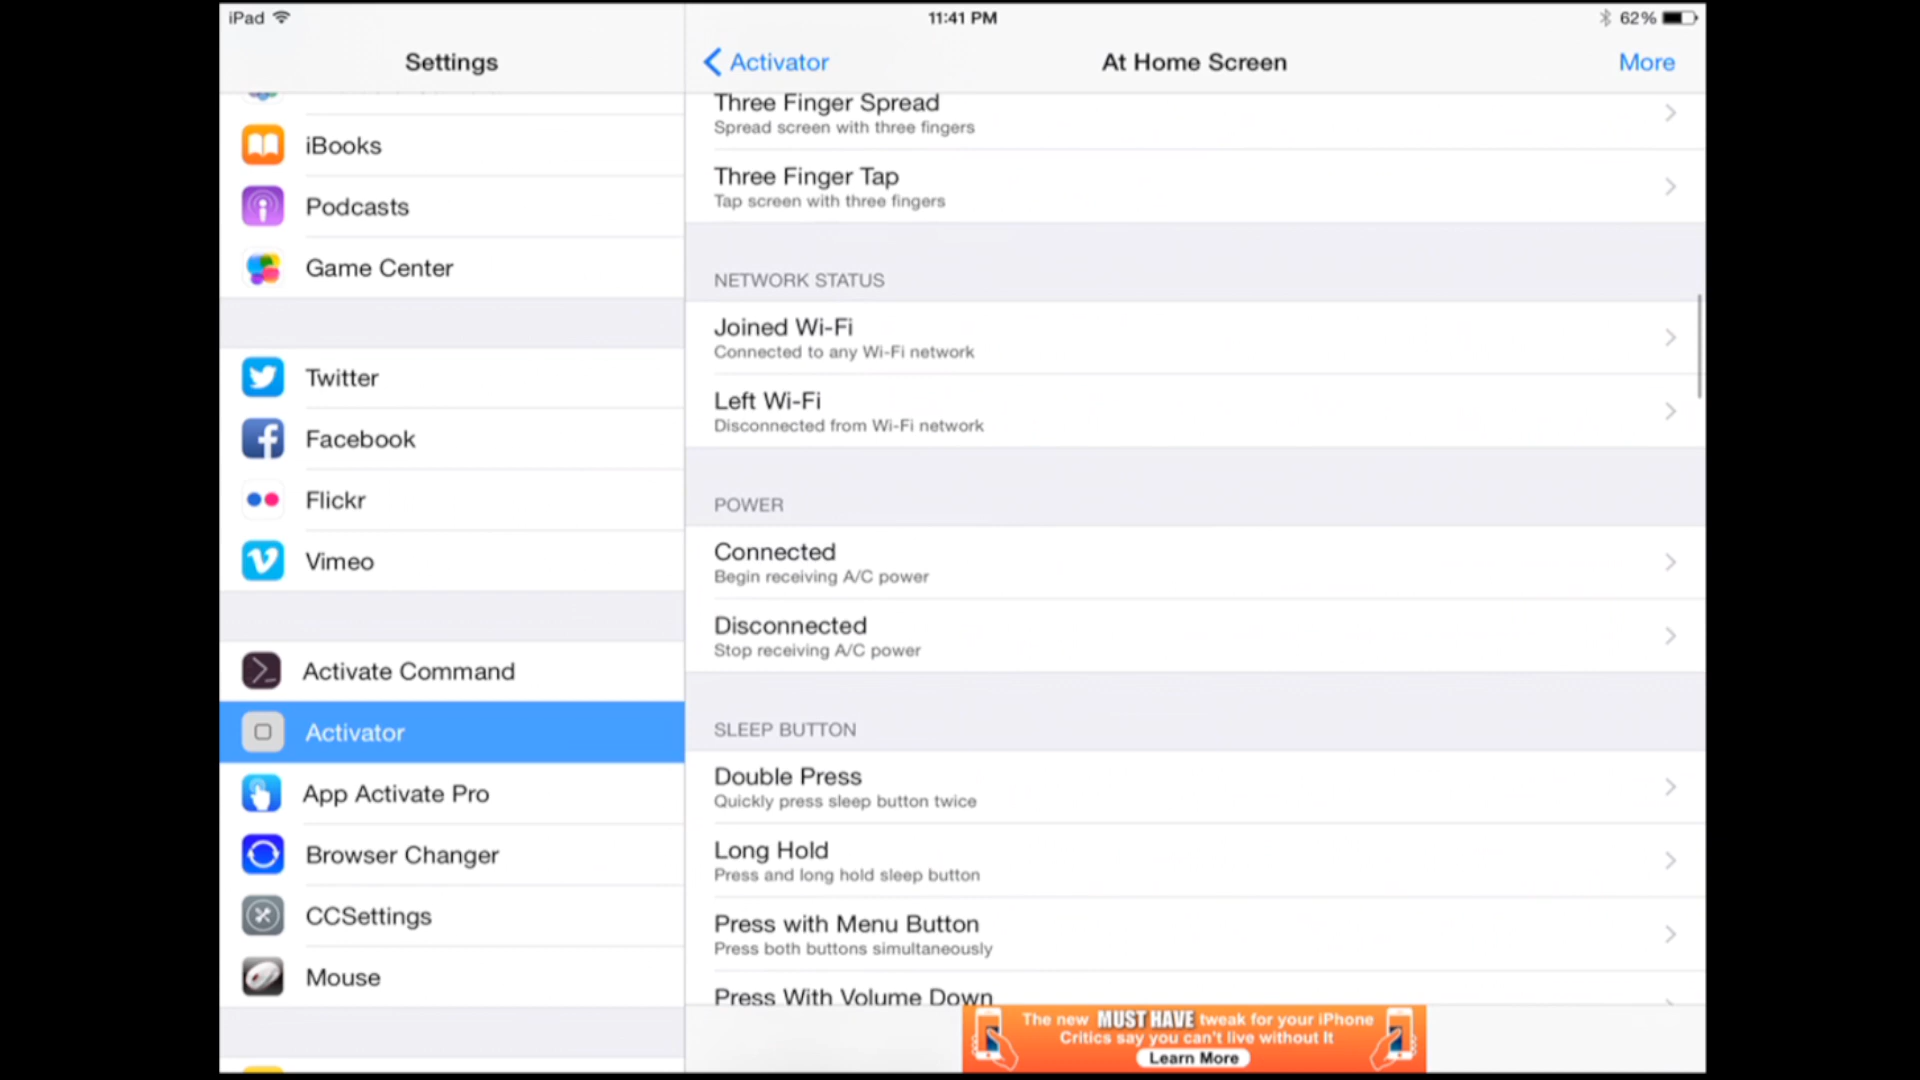 iPad
11:41 PM
62%
Settings
Activator
At Home Screen
More
iBooks
Podcasts
Game Center
Twitter
Facebook
Flickr
Vimeo
Activate Command
Activator
App Activate Pro
Browser Changer
CCSettings
Mouse
Three Finger Spread
Spread screen with three fingers
Three Finger Tap
Tap screen with three fingers
NETWORK STATUS
Joined Wi-Fi
Connected to any Wi-Fi network
Left Wi-Fi
Disconnected from Wi-Fi network
POWER
Connected
Begin receiving A/C power
Disconnected
Stop receiving A/C power
SLEEP BUTTON
Double Press
Quickly press sleep button twice
Long Hold
Press and long hold sleep button
Press with Menu Button
Press both buttons simultaneously
Press With Volume Down
The new MUST HAVE tweak for your iPhone
Critics say you can't live without It
Learn More